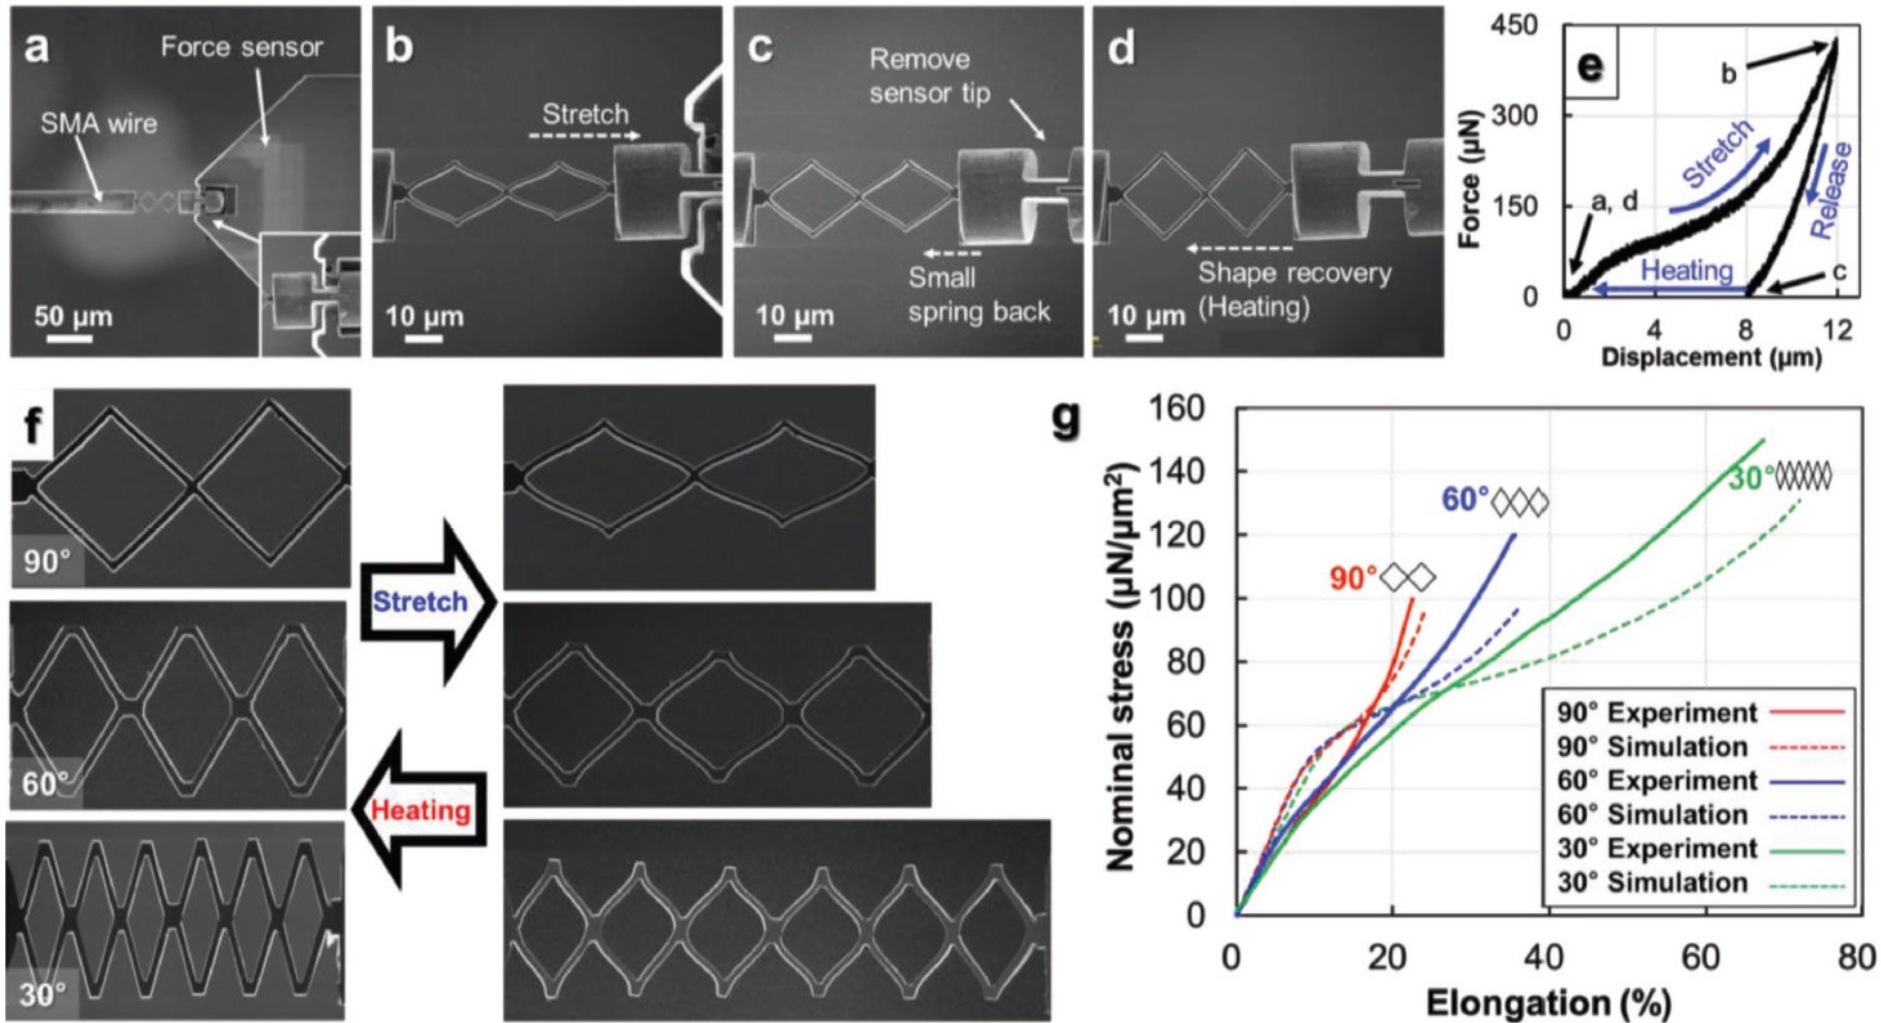 a
Force sensor
SMA wire
50 µm
b
Stretch
10 µm
c
Remove
sensor tip
Small
spring back
10 µm
d
Shape recovery
(Heating)
10 µm
e
Force (µN)
450
300
150
0
b
Stretch
Release
a, d
Heating
c
0 4 8 12
Displacement (µm)
f
90°
60°
30°
Stretch
Heating
g
Nominal stress (µN/µm²)
160
140
120
100
80
60
40
20
0
30°
60°
90°
90° Experiment
90° Simulation
60° Experiment
60° Simulation
30° Experiment
30° Simulation
0 20 40 60 80
Elongation (%)